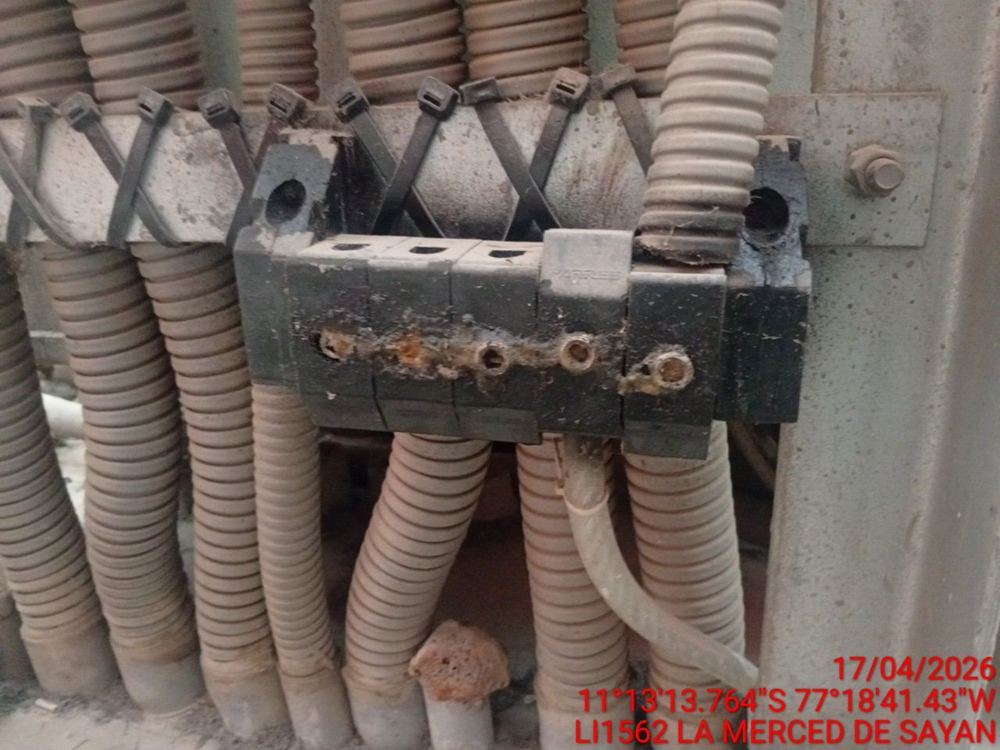 17/04/2026
11°13'13.764"S 77°18'41.43"W
LI1562 LA MERCED DE SAYAN